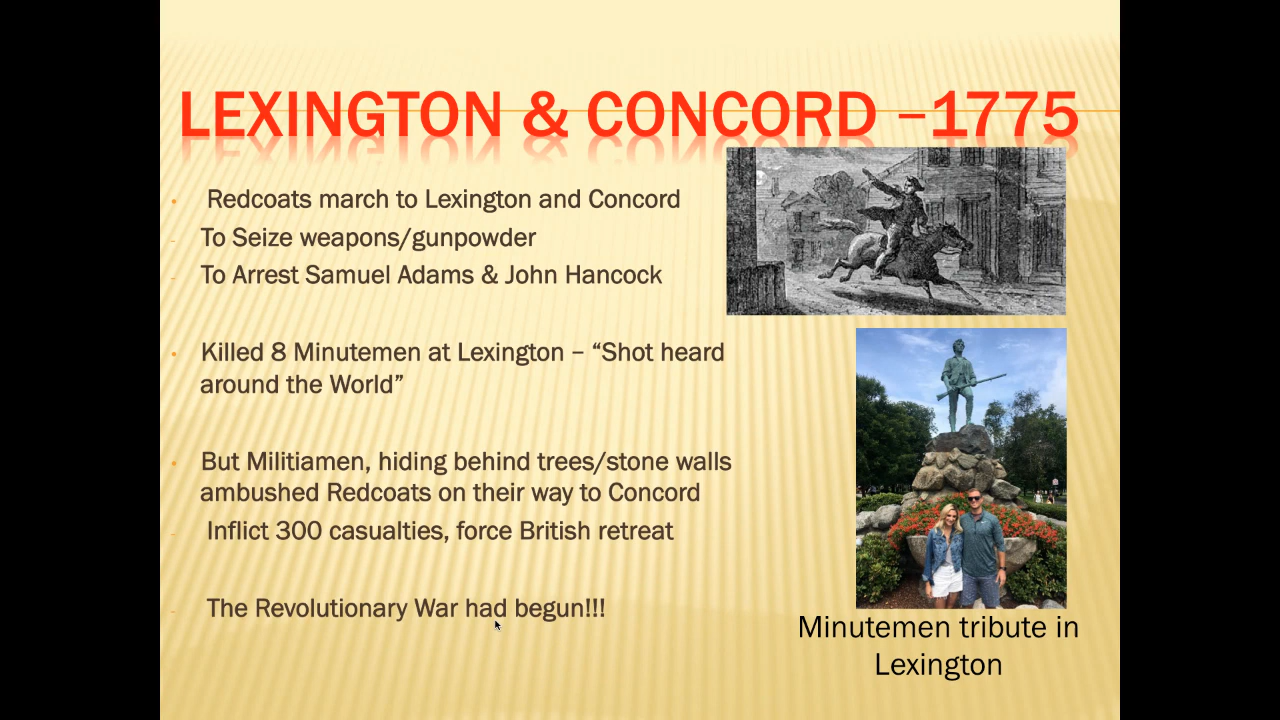 LEXINGTON & CONCORD –1775
• Redcoats march to Lexington and Concord
- To Seize weapons/gunpowder
- To Arrest Samuel Adams & John Hancock
• Killed 8 Minutemen at Lexington – “Shot heard
around the World”
• But Militiamen, hiding behind trees/stone walls
ambushed Redcoats on their way to Concord
- Inflict 300 casualties, force British retreat
- The Revolutionary War had begun!!!
Minutemen tribute in
Lexington